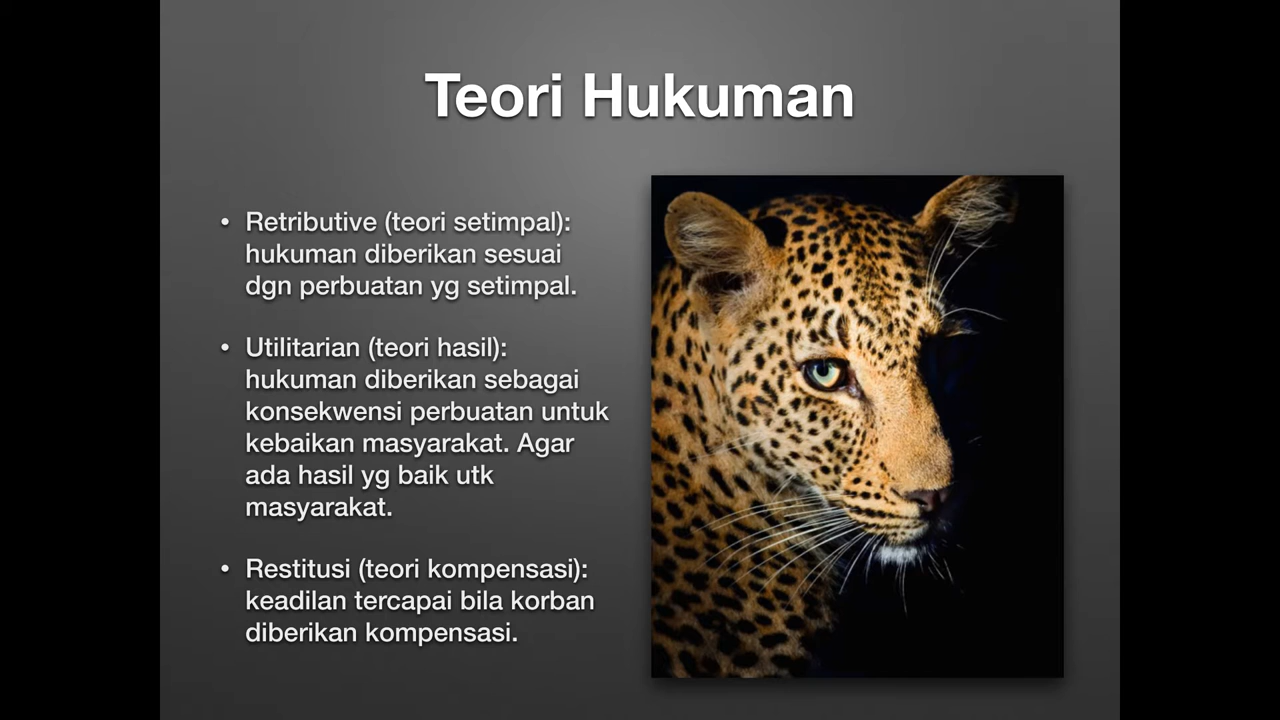 Teori Hukuman
• Retributive (teori setimpal):
hukuman diberikan sesuai
dgn perbuatan yg setimpal.
• Utilitarian (teori hasil):
hukuman diberikan sebagai
konsekwensi perbuatan untuk
kebaikan masyarakat. Agar
ada hasil yg baik utk
masyarakat.
• Restitusi (teori kompensasi):
keadilan tercapai bila korban
diberikan kompensasi.